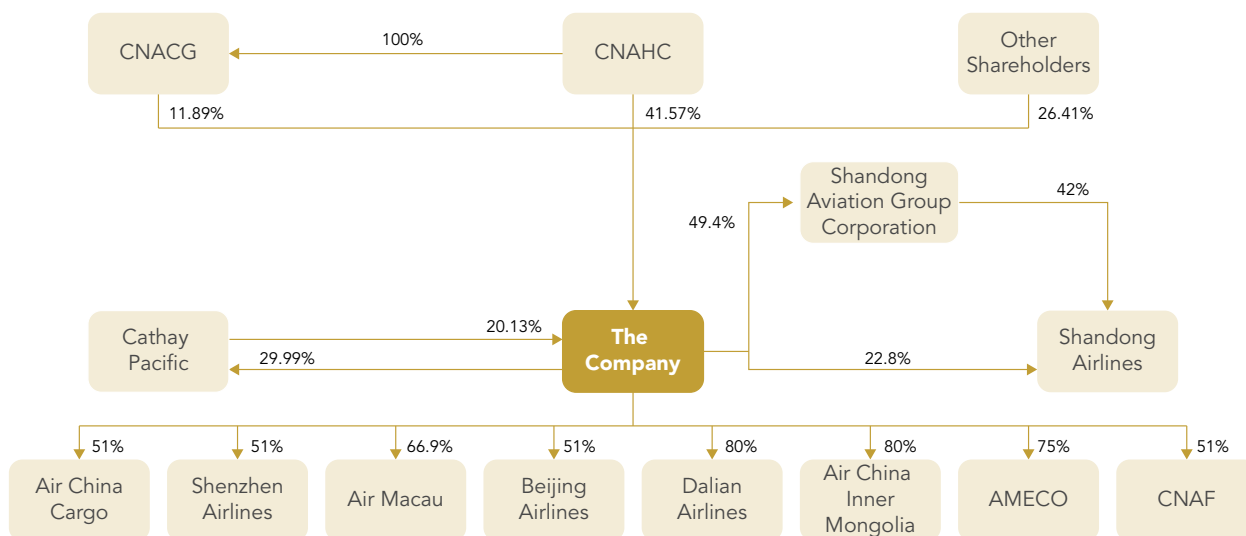 CNACG
100%
CNAHC
Other
Shareholders
11.89%
41.57%
26.41%
Shandong
Aviation Group
Corporation
42%
49.4%
Cathay
Pacific
20.13%
29.99%
The
Company
22.8%
Shandong
Airlines
51%
51%
66.9%
51%
80%
80%
75%
51%
Air China
Cargo
Shenzhen
Airlines
Air Macau
Beijing
Airlines
Dalian
Airlines
Air China
Inner
Mongolia
AMECO
CNAF